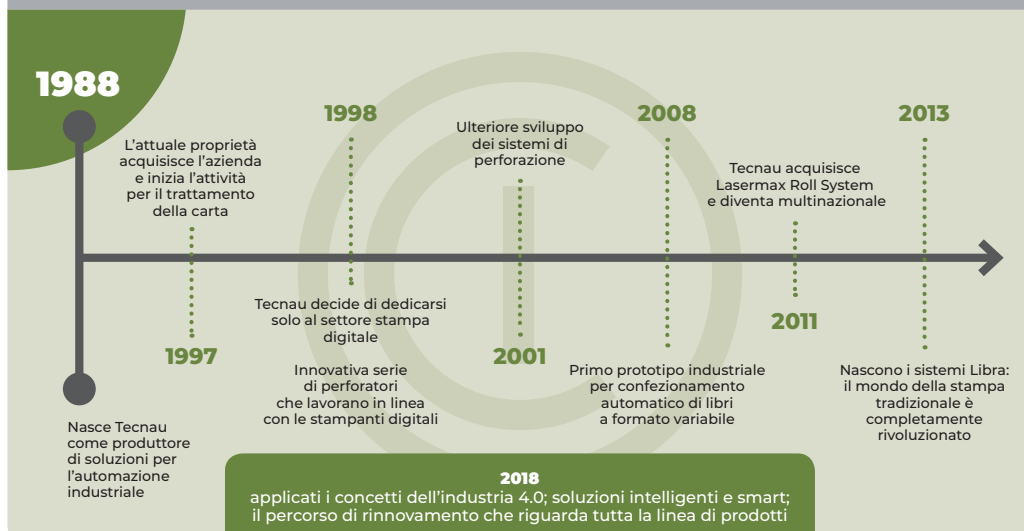 1988
Nasce Tecnau
come produttore
di soluzioni per
l'automazione
industriale
L'attuale proprietà
acquisisce l'azienda
e inizia l'attività
per il trattamento
della carta
1997
1998
Tecnau decide di dedicarsi
solo al settore stampa
digitale
Innovativa serie
di perforatori
che lavorano in linea
con le stampanti digitali
Ulteriore sviluppo
dei sistemi di
perforazione
2001
2008
Primo prototipo industriale
per confezionamento
automatico di libri
a formato variabile
Tecnau acquisisce
Lasermax Roll System
e diventa multinazionale
2011
2013
Nascono i sistemi Libra:
il mondo della stampa
tradizionale è
completamente
rivoluzionato
2018
applicati i concetti dell'industria 4.0; soluzioni intelligenti e smart;
il percorso di rinnovamento che riguarda tutta la linea di prodotti